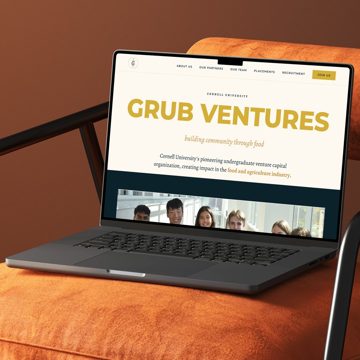 ABOUT US OUR PARTNERS OUR TEAM PLACEMENTS RECRUITMENT JOIN US
CORNELL UNIVERSITY
GRUB VENTURES
building community through food
Cornell University's pioneering undergraduate venture capital
organization, creating impact in the food and agriculture industry.